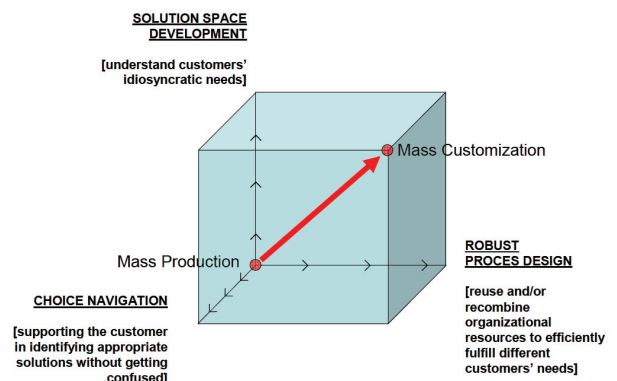 SOLUTION SPACE
DEVELOPMENT
[understand customers'
idiosyncratic needs]
Mass Customization
Mass Production
ROBUST
PROCES DESIGN
[reuse and/or
recombine
organizational
resources to efficiently
fulfill different
customers' needs]
CHOICE NAVIGATION
[supporting the customer
in identifying appropriate
solutions without getting
confused]